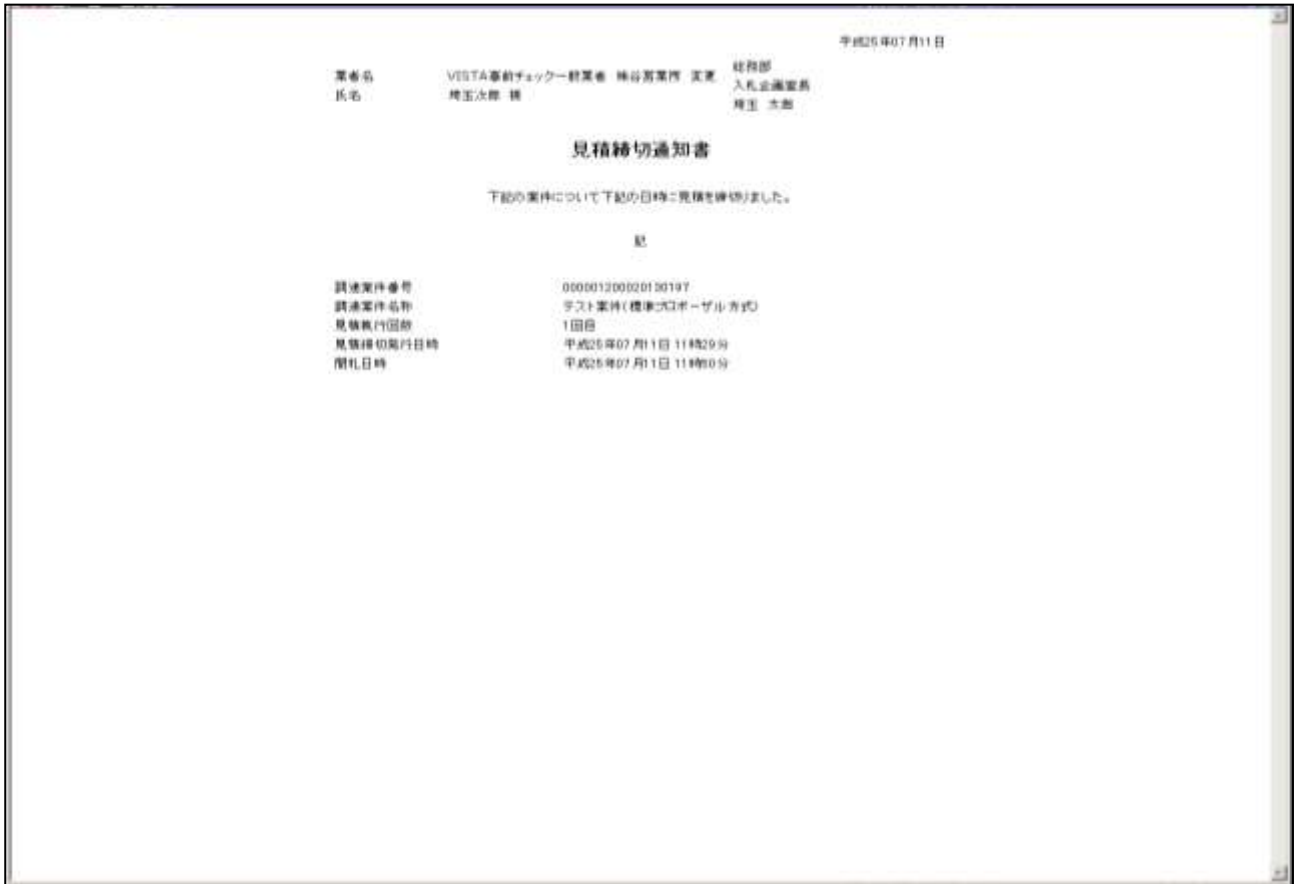 平成25年07月11日
業者名 VISTA事前チェック一般業者 熊谷営業所 変更
氏名 埼玉次郎 様
総務部
入札企画室長
埼玉 太郎
見積締切通知書
下記の案件について下記の日時に見積を締切りました。
記
調達案件番号 000001200020130197
調達案件名称 テスト案件(標準プロポーザル方式)
見積執行回数 1回目
見積締切発行日時 平成25年07月11日 11時29分
開札日時 平成25年07月11日